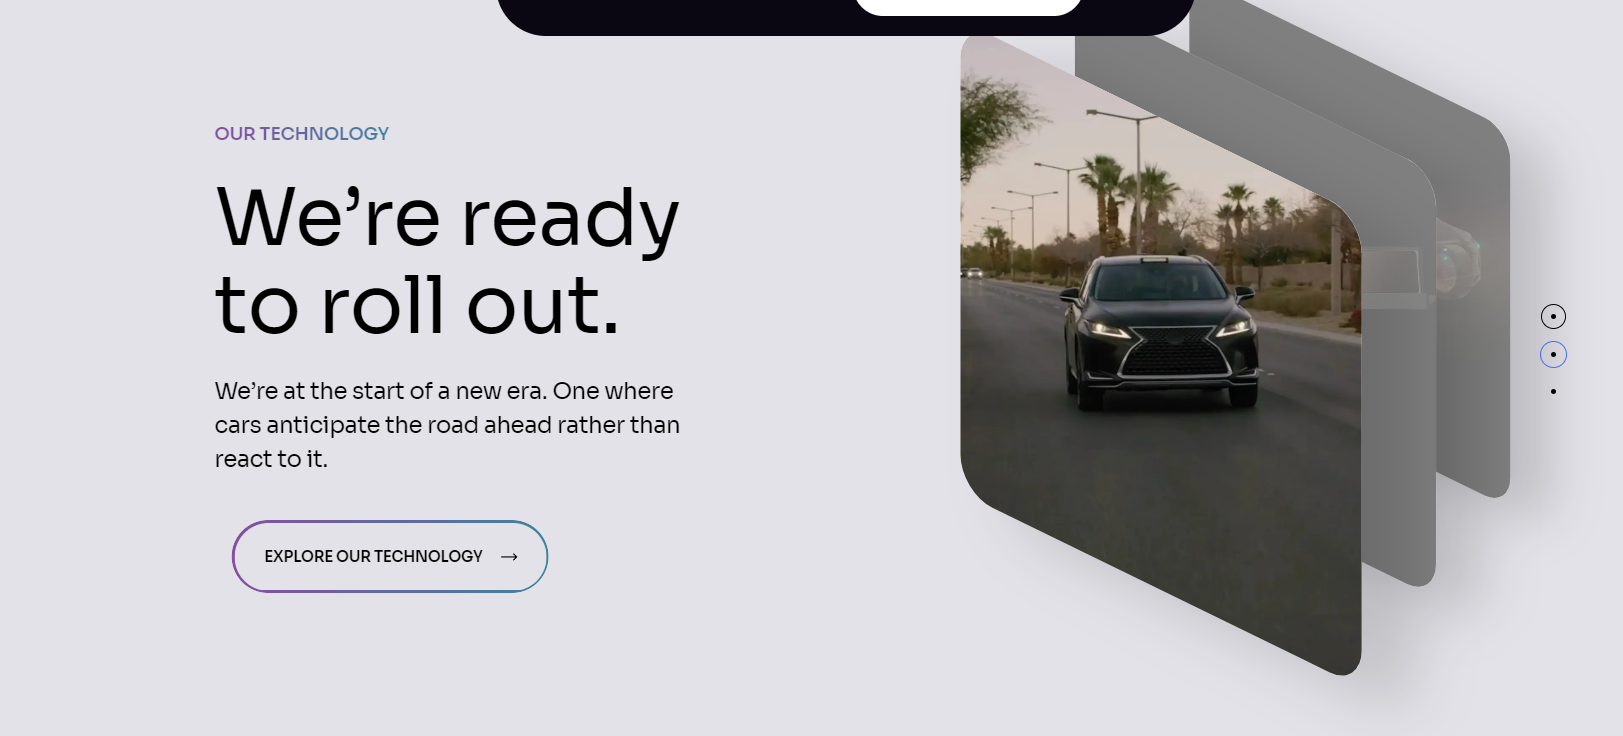 OUR TECHNOLOGY
We’re ready
to roll out.
We’re at the start of a new era. One where
cars anticipate the road ahead rather than
react to it.
EXPLORE OUR TECHNOLOGY →